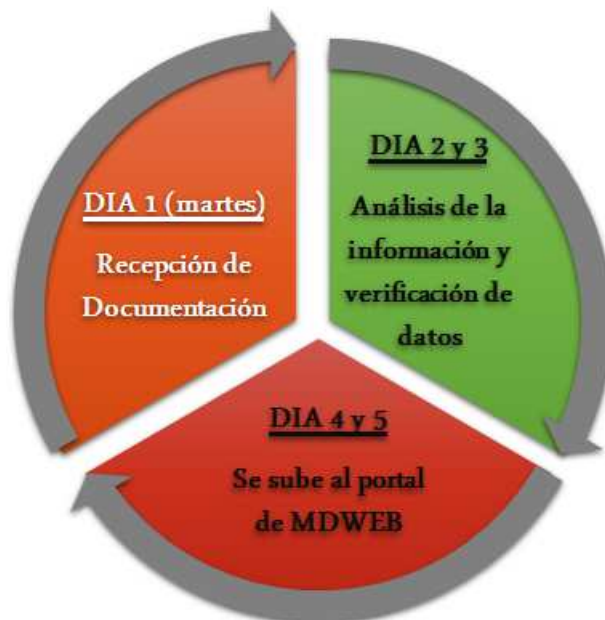 DIA 1 (martes)
Recepción de
Documentación
DIA 2 y 3
Análisis de la
información y
verificación de
datos
DIA 4 y 5
Se sube al portal
de MDWEB